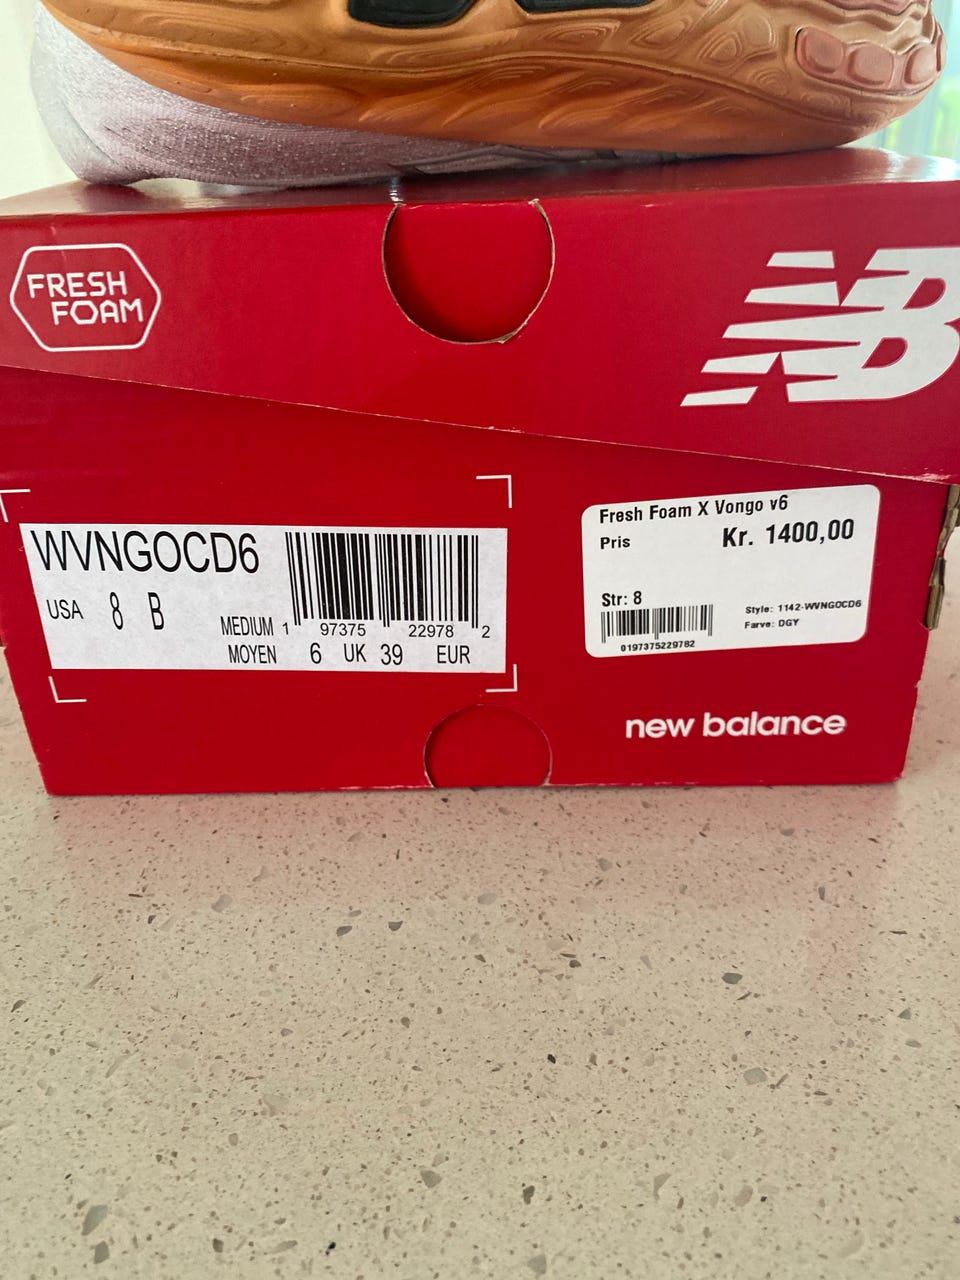 FRESH
FOAM
NB
WVNGOCD6
USA 8 B
MEDIUM
MOYEN
1 97375 22978 2
6 UK 39 EUR
Fresh Foam X Vongo v6
Pris Kr. 1400,00
Str: 8
0197375229782
Style: 1142-WVNGOCD6
Farve: DGY
new balance